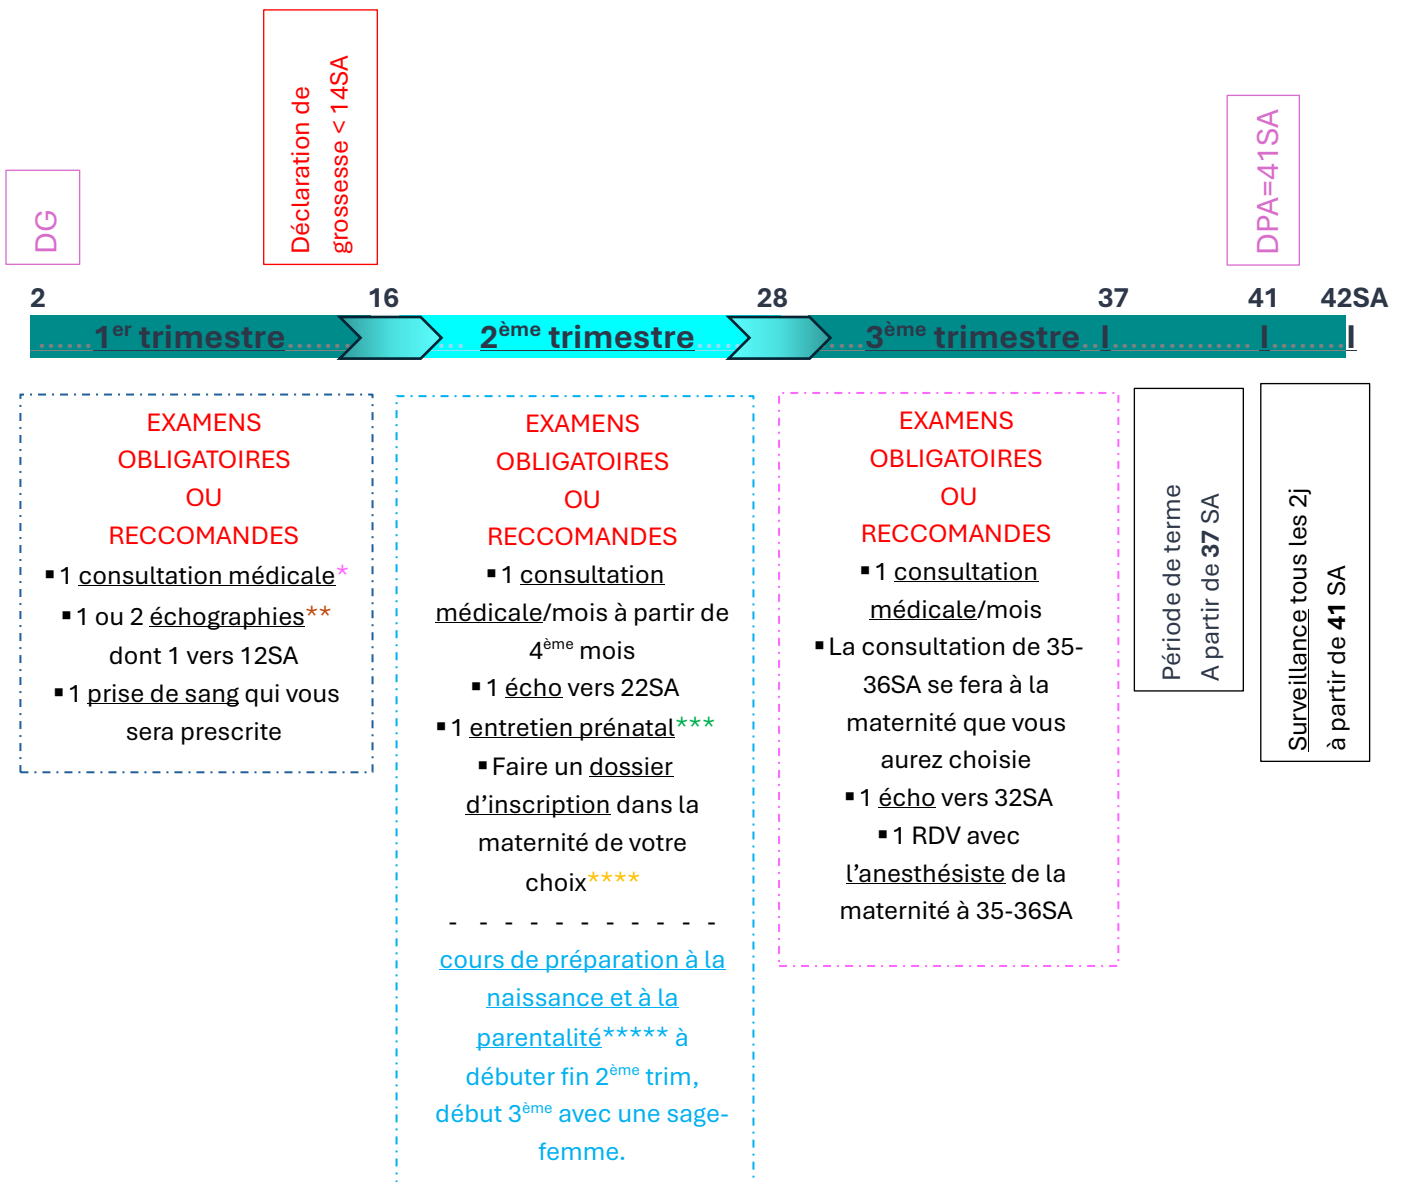 DG
Déclaration de
grossesse < 14SA
DPA=41SA
2
16
28
37
41
42SA
......1er trimestre.......
... 2ème trimestre....
....3ème trimestre..I..............I.......I
EXAMENS
OBLIGATOIRES
OU
RECCOMANDES
▪ 1 consultation médicale*
▪ 1 ou 2 échographies**
dont 1 vers 12SA
▪ 1 prise de sang qui vous
sera prescrite
EXAMENS
OBLIGATOIRES
OU
RECCOMANDES
▪ 1 consultation
médicale/mois à partir de
4ème mois
▪ 1 écho vers 22SA
▪ 1 entretien prénatal***
▪ Faire un dossier
d’inscription dans la
maternité de votre
choix****
- - - - - - - - - - -
cours de préparation à la
naissance et à la
parentalité***** à
débuter fin 2ème trim,
début 3ème avec une sage-
femme.
EXAMENS
OBLIGATOIRES
OU
RECCOMANDES
▪ 1 consultation
médicale/mois
▪ La consultation de 35-
36SA se fera à la
maternité que vous
aurez choisie
▪ 1 écho vers 32SA
▪ 1 RDV avec
l’anesthésiste de la
maternité à 35-36SA
Période de terme
A partir de 37 SA
Surveillance tous les 2j
à partir de 41 SA